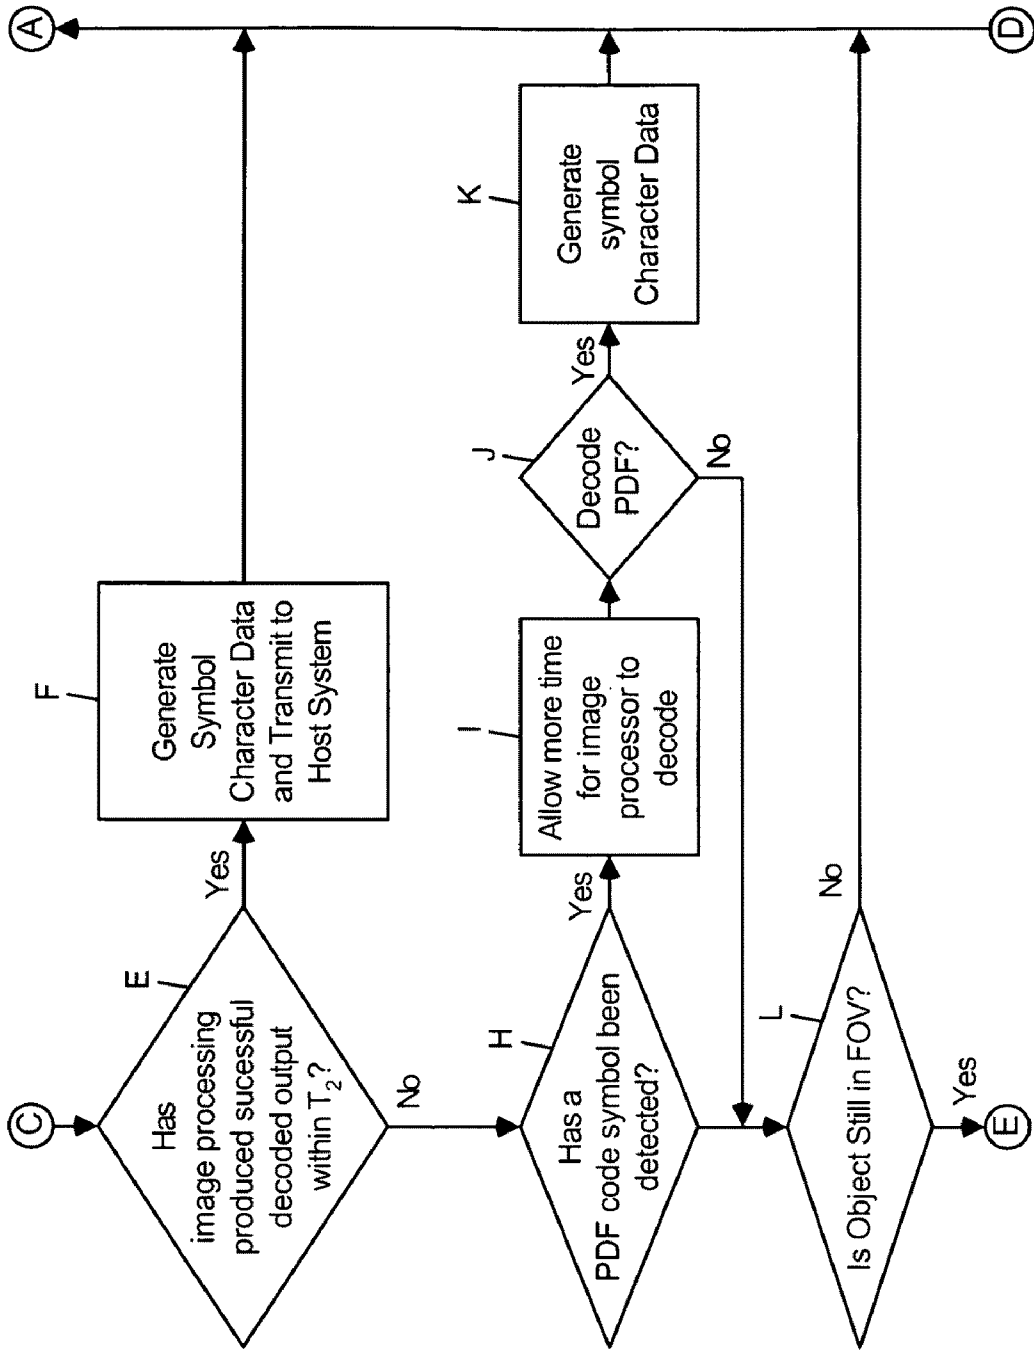 C
E
Has
image processing
produced sucessful
decoded output
within T₂?
Yes
No
F
Generate
Symbol
Character Data
and Transmit to
Host System
A
H
Has a
PDF code symbol been
detected?
Yes
I
Allow more time
for image
processor to
decode
J
Decode
PDF?
Yes
No
K
Generate
symbol
Character Data
L
Is Object Still in FOV?
No
Yes
E
D